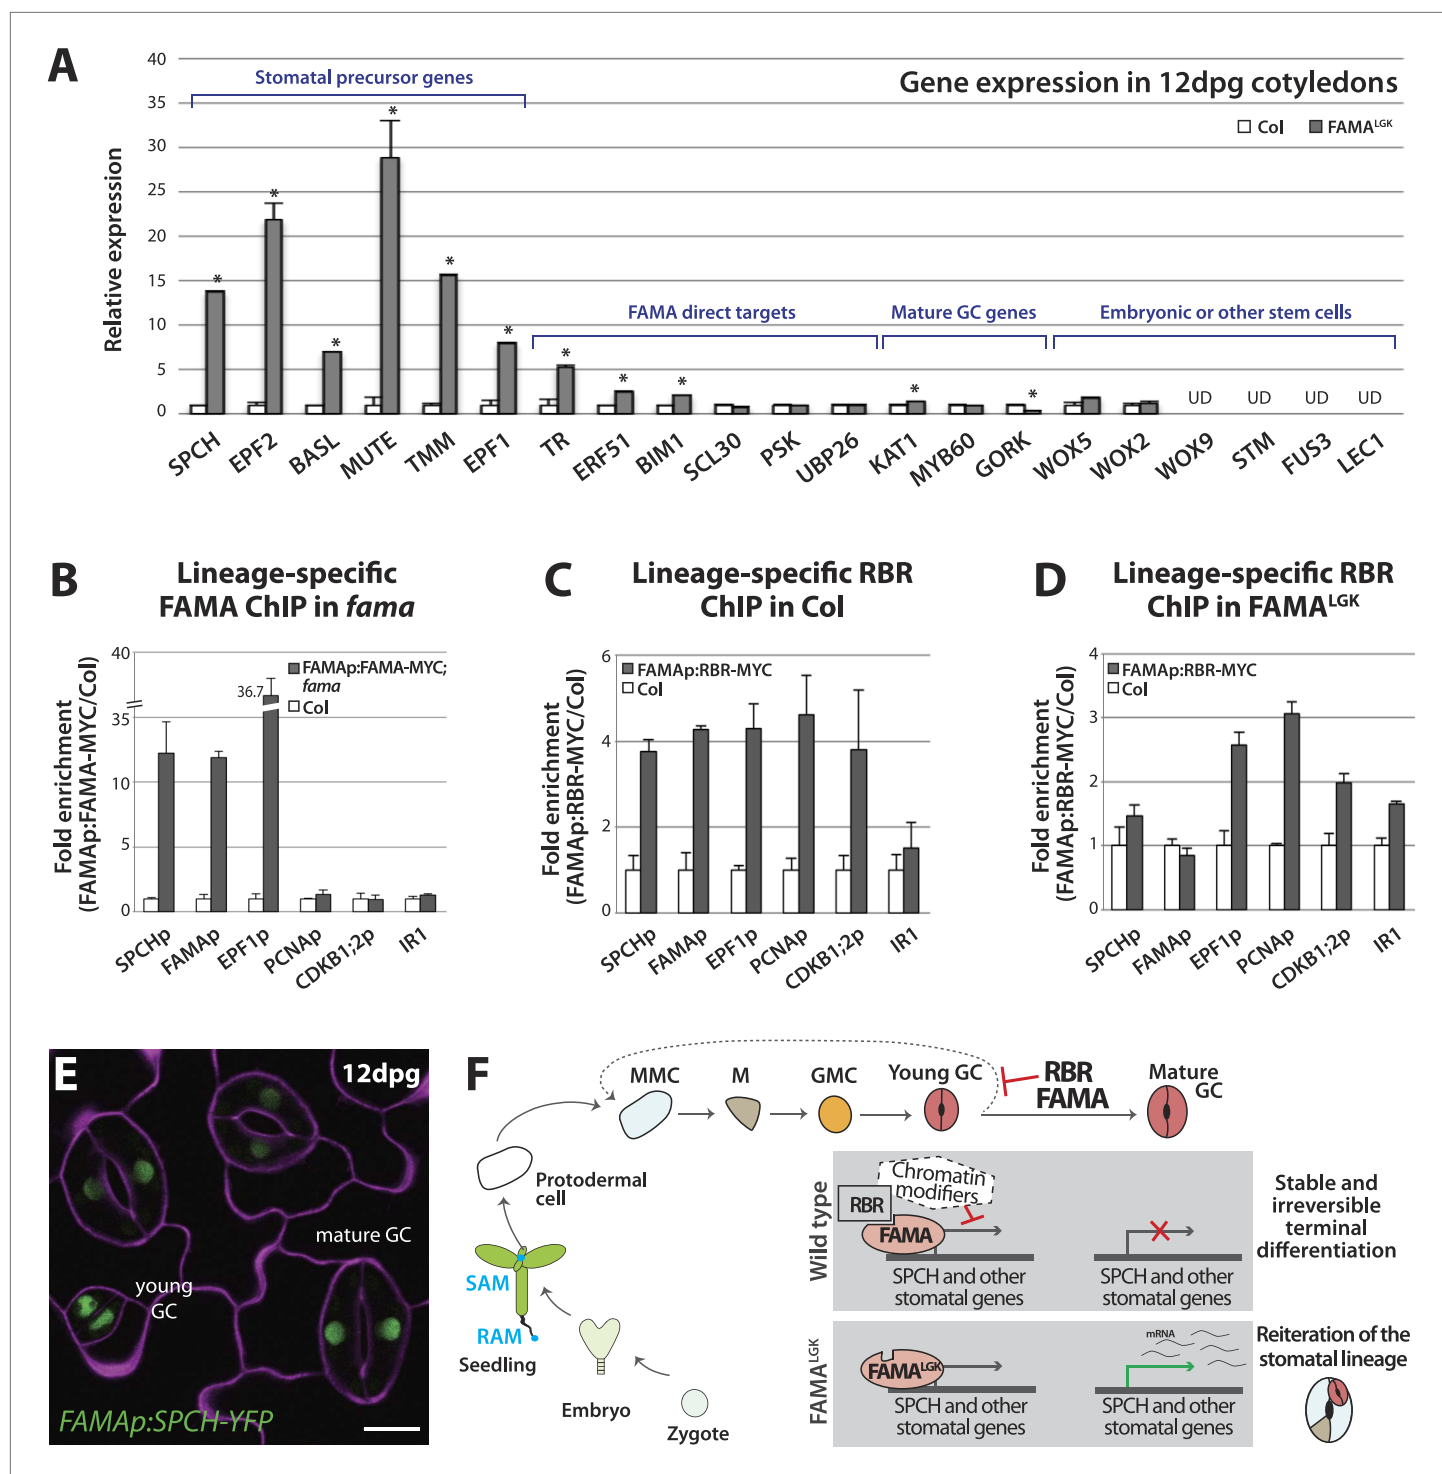 A
Gene expression in 12dpg cotyledons
Stomatal precursor genes
Col
FAMA^LGK
Relative expression
40
35
30
25
20
15
10
5
0
*
*
*
*
*
*
*
*
*
*
*
FAMA direct targets
Mature GC genes
Embryonic or other stem cells
UD
UD
UD
UD
SPCH
EPF2
BASL
MUTE
TMM
EPF1
TR
ERF51
BIM1
SCL30
PSK
UBP26
KAT1
MYB60
GORK
WOX5
WOX2
WOX9
STM
FUS3
LEC1
B
Lineage-specific
FAMA ChIP in fama
Fold enrichment
(FAMAp:FAMA-MYC/Col)
40
35
10
5
0
36.7
FAMAp:FAMA-MYC;
fama
Col
SPCHp
FAMAp
EPF1p
PCNAp
CDKB1;2p
IR1
C
Lineage-specific RBR
ChIP in Col
Fold enrichment
(FAMAp:RBR-MYC/Col)
6
4
2
0
FAMAp:RBR-MYC
Col
SPCHp
FAMAp
EPF1p
PCNAp
CDKB1;2p
IR1
D
Lineage-specific RBR
ChIP in FAMA^LGK
Fold enrichment
(FAMAp:RBR-MYC/Col)
4
3
2
1
0
FAMAp:RBR-MYC
Col
SPCHp
FAMAp
EPF1p
PCNAp
CDKB1;2p
IR1
E
12dpg
mature GC
young
GC
FAMAp:SPCH-YFP
F
MMC
M
GMC
Young GC
RBR
FAMA
Mature
GC
Protodermal
cell
SAM
RAM
Seedling
Embryo
Zygote
Wild type
Chromatin
modifiers
RBR
FAMA
SPCH and other
stomatal genes
SPCH and other
stomatal genes
Stable and
irreversible
terminal
differentiation
FAMA^LGK
FAMA^LGK
SPCH and other
stomatal genes
mRNA
SPCH and other
stomatal genes
Reiteration of the
stomatal lineage